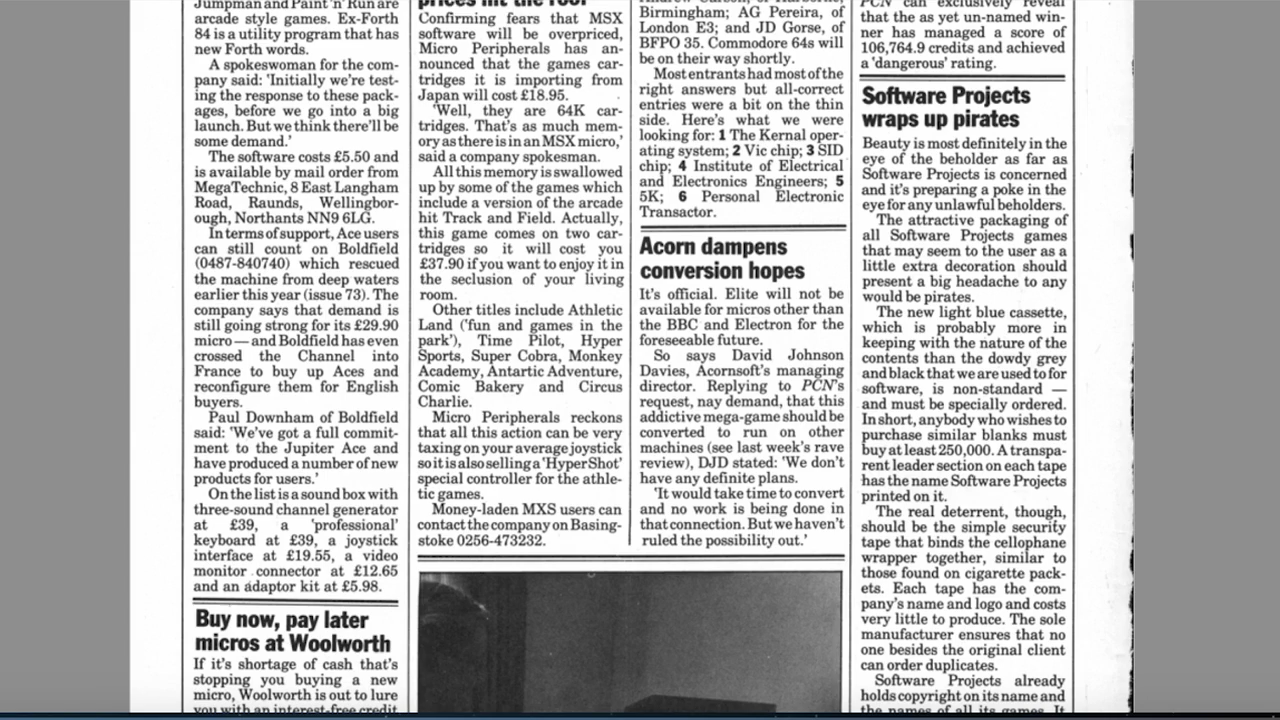 Jumpman and Paint 'n' Run are
arcade style games. Ex-Forth
84 is a utility program that has
new Forth words.
A spokeswoman for the com-
pany said: 'Initially we're test-
ing the response to these pack-
ages, before we go into a big
launch. But we think there'll be
some demand.'
The software costs £5.50 and
is available by mail order from
MegaTechnic, 8 East Langham
Road, Raunds, Wellingbor-
ough, Northants NN9 6LG.
In terms of support, Ace users
can still count on Boldfield
(0487-840740) which rescued
the machine from deep waters
earlier this year (issue 73). The
company says that demand is
still going strong for its £29.90
micro — and Boldfield has even
crossed the Channel into
France to buy up Aces and
reconfigure them for English
buyers.
Paul Downham of Boldfield
said: 'We've got a full commit-
ment to the Jupiter Ace and
have produced a number of new
products for users.'
On the list is a sound box with
three-sound channel generator
at £39, a 'professional'
keyboard at £39, a joystick
interface at £19.55, a video
monitor connector at £12.65
and an adaptor kit at £5.98.
Buy now, pay later
micros at Woolworth
If it's shortage of cash that's
stopping you buying a new
micro, Woolworth is out to lure
you with an interest-free credit
prices hit the roof
Confirming fears that MSX
software will be overpriced,
Micro Peripherals has an-
nounced that the games car-
tridges it is importing from
Japan will cost £18.95.
'Well, they are 64K car-
tridges. That's as much mem-
ory as there is in an MSX micro,'
said a company spokesman.
All this memory is swallowed
up by some of the games which
include a version of the arcade
hit Track and Field. Actually,
this game comes on two car-
tridges so it will cost you
£37.90 if you want to enjoy it in
the seclusion of your living
room.
Other titles include Athletic
Land ('fun and games in the
park'), Time Pilot, Hyper
Sports, Super Cobra, Monkey
Academy, Antartic Adventure,
Comic Bakery and Circus
Charlie.
Micro Peripherals reckons
that all this action can be very
taxing on your average joystick
so it is also selling a 'Hyper Shot'
special controller for the athle-
tic games.
Money-laden MXS users can
contact the company on Basing-
stoke 0256-473232.
Birmingham; AG Pereira, of
London E3; and JD Gorse, of
BFPO 35. Commodore 64s will
be on their way shortly.
Most entrants had most of the
right answers but all-correct
entries were a bit on the thin
side. Here's what we were
looking for: 1 The Kernal oper-
ating system; 2 Vic chip; 3 SID
chip; 4 Institute of Electrical
and Electronics Engineers; 5
5K; 6 Personal Electronic
Transactor.
Acorn dampens
conversion hopes
It's official. Elite will not be
available for micros other than
the BBC and Electron for the
foreseeable future.
So says David Johnson
Davies, Acornsoft's managing
director. Replying to PCN's
request, nay demand, that this
addictive mega-game should be
converted to run on other
machines (see last week's rave
review), DJD stated: 'We don't
have any definite plans.
'It would take time to convert
and no work is being done in
that connection. But we haven't
ruled the possibility out.'
PCN can exclusively reveal
that the as yet un-named win-
ner has managed a score of
106,764.9 credits and achieved
a 'dangerous' rating.
Software Projects
wraps up pirates
Beauty is most definitely in the
eye of the beholder as far as
Software Projects is concerned
and it's preparing a poke in the
eye for any unlawful beholders.
The attractive packaging of
all Software Projects games
that may seem to the user as a
little extra decoration should
present a big headache to any
would be pirates.
The new light blue cassette,
which is probably more in
keeping with the nature of the
contents than the dowdy grey
and black that we are used to for
software, is non-standard —
and must be specially ordered.
In short, anybody who wishes to
purchase similar blanks must
buy at least 250,000. A transpa-
rent leader section on each tape
has the name Software Projects
printed on it.
The real deterrent, though,
should be the simple security
tape that binds the cellophane
wrapper together, similar to
those found on cigarette pack-
ets. Each tape has the com-
pany's name and logo and costs
very little to produce. The sole
manufacturer ensures that no
one besides the original client
can order duplicates.
Software Projects already
holds copyright on its name and
the names of all its games. It